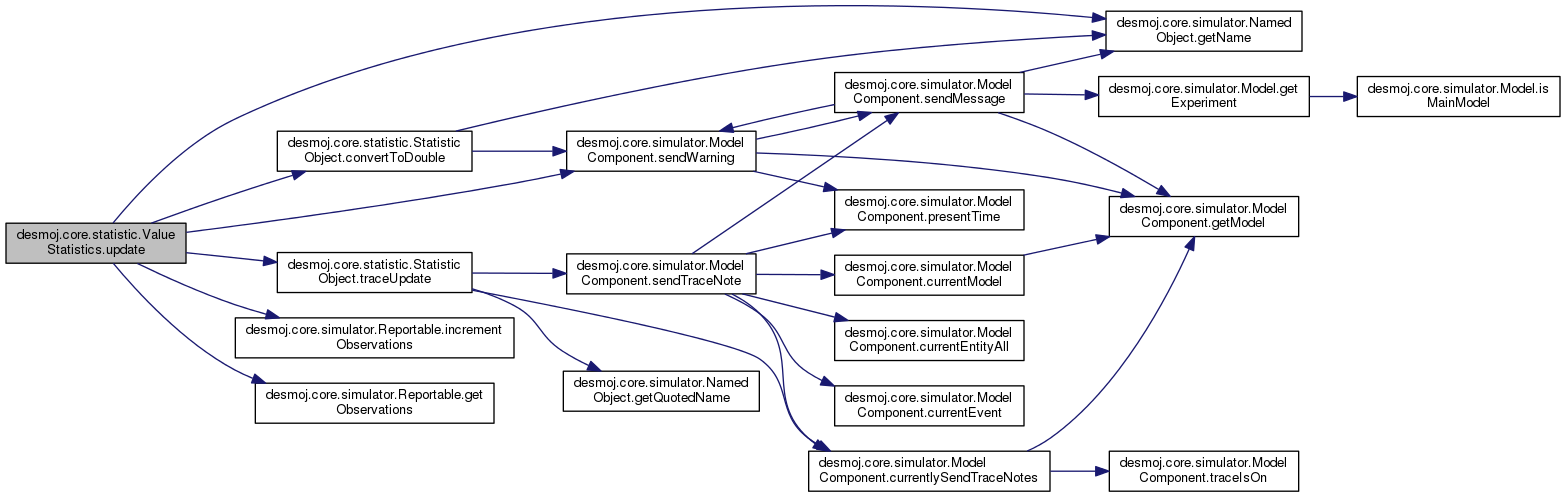 desmoj.core.statistic.Value
Statistics.update
desmoj.core.statistic.Statistic
Object.convertToDouble
desmoj.core.statistic.Statistic
Object.traceUpdate
desmoj.core.simulator.Reportable.increment
Observations
desmoj.core.simulator.Reportable.get
Observations
desmoj.core.simulator.Model
Component.sendWarning
desmoj.core.simulator.Model
Component.sendTraceNote
desmoj.core.simulator.Named
Object.getQuotedName
desmoj.core.simulator.Model
Component.sendMessage
desmoj.core.simulator.Model
Component.presentTime
desmoj.core.simulator.Model
Component.currentModel
desmoj.core.simulator.Model
Component.currentEntityAll
desmoj.core.simulator.Model
Component.currentEvent
desmoj.core.simulator.Model
Component.currentlySendTraceNotes
desmoj.core.simulator.Named
Object.getName
desmoj.core.simulator.Model.get
Experiment
desmoj.core.simulator.Model
Component.getModel
desmoj.core.simulator.Model
Component.traceIsOn
desmoj.core.simulator.Model.is
MainModel